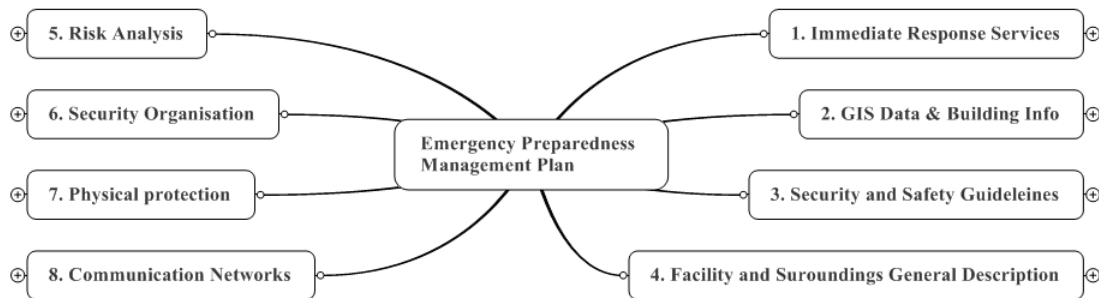 5. Risk Analysis
1. Immediate Response Services
6. Security Organisation
2. GIS Data & Building Info
Emergency Preparedness
Management Plan
7. Physical protection
3. Security and Safety Guideleines
8. Communication Networks
4. Facility and Suroundings General Description